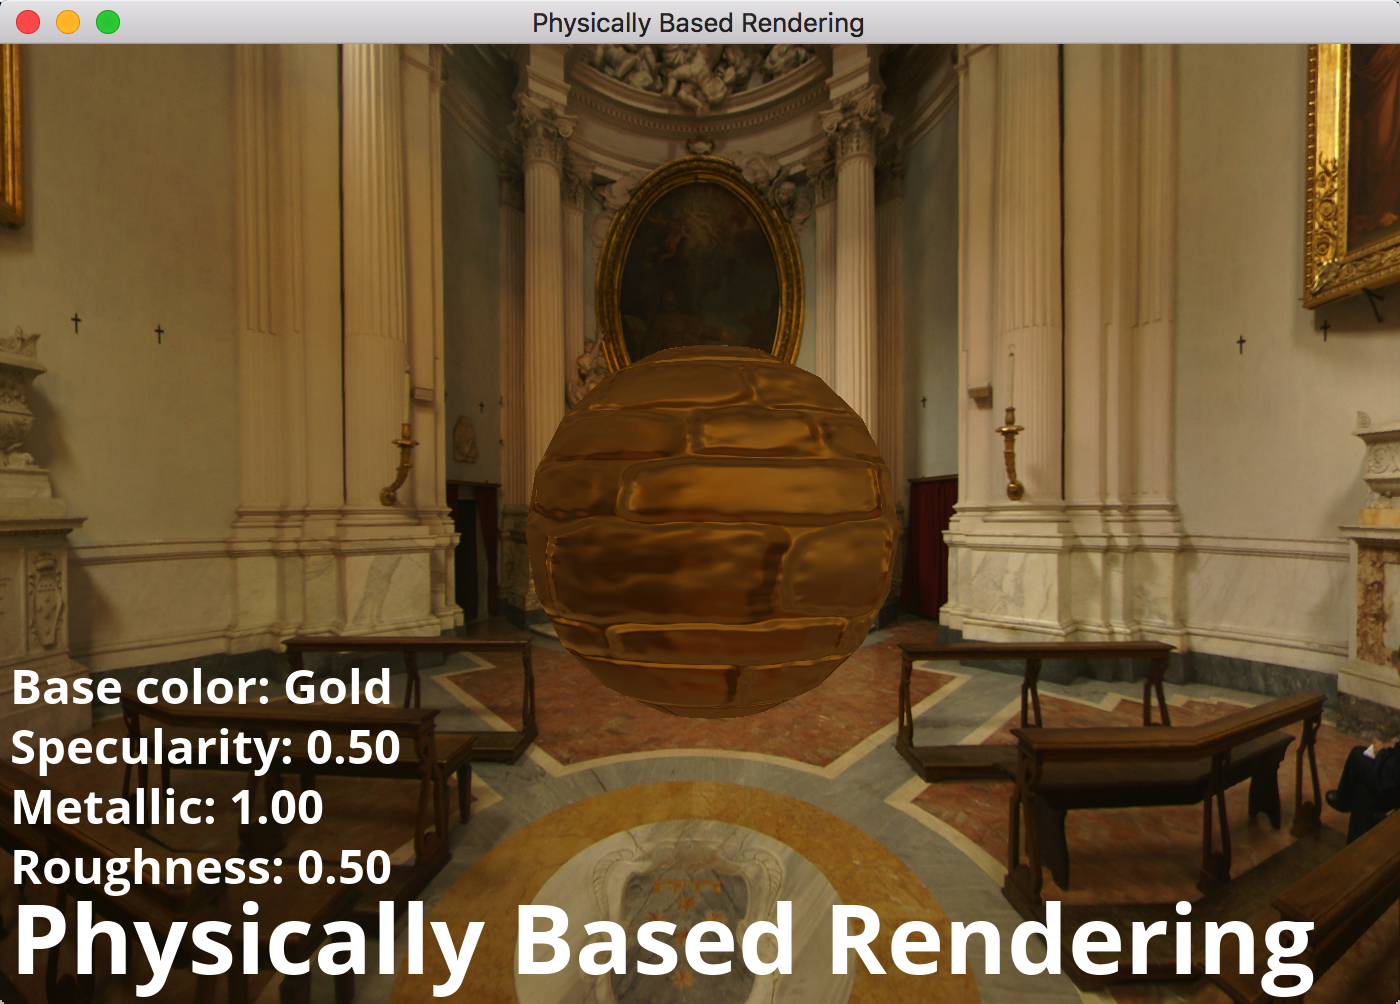 Physically Based Rendering
Base color: Gold
Specularity: 0.50
Metallic: 1.00
Roughness: 0.50
Physically Based Rendering